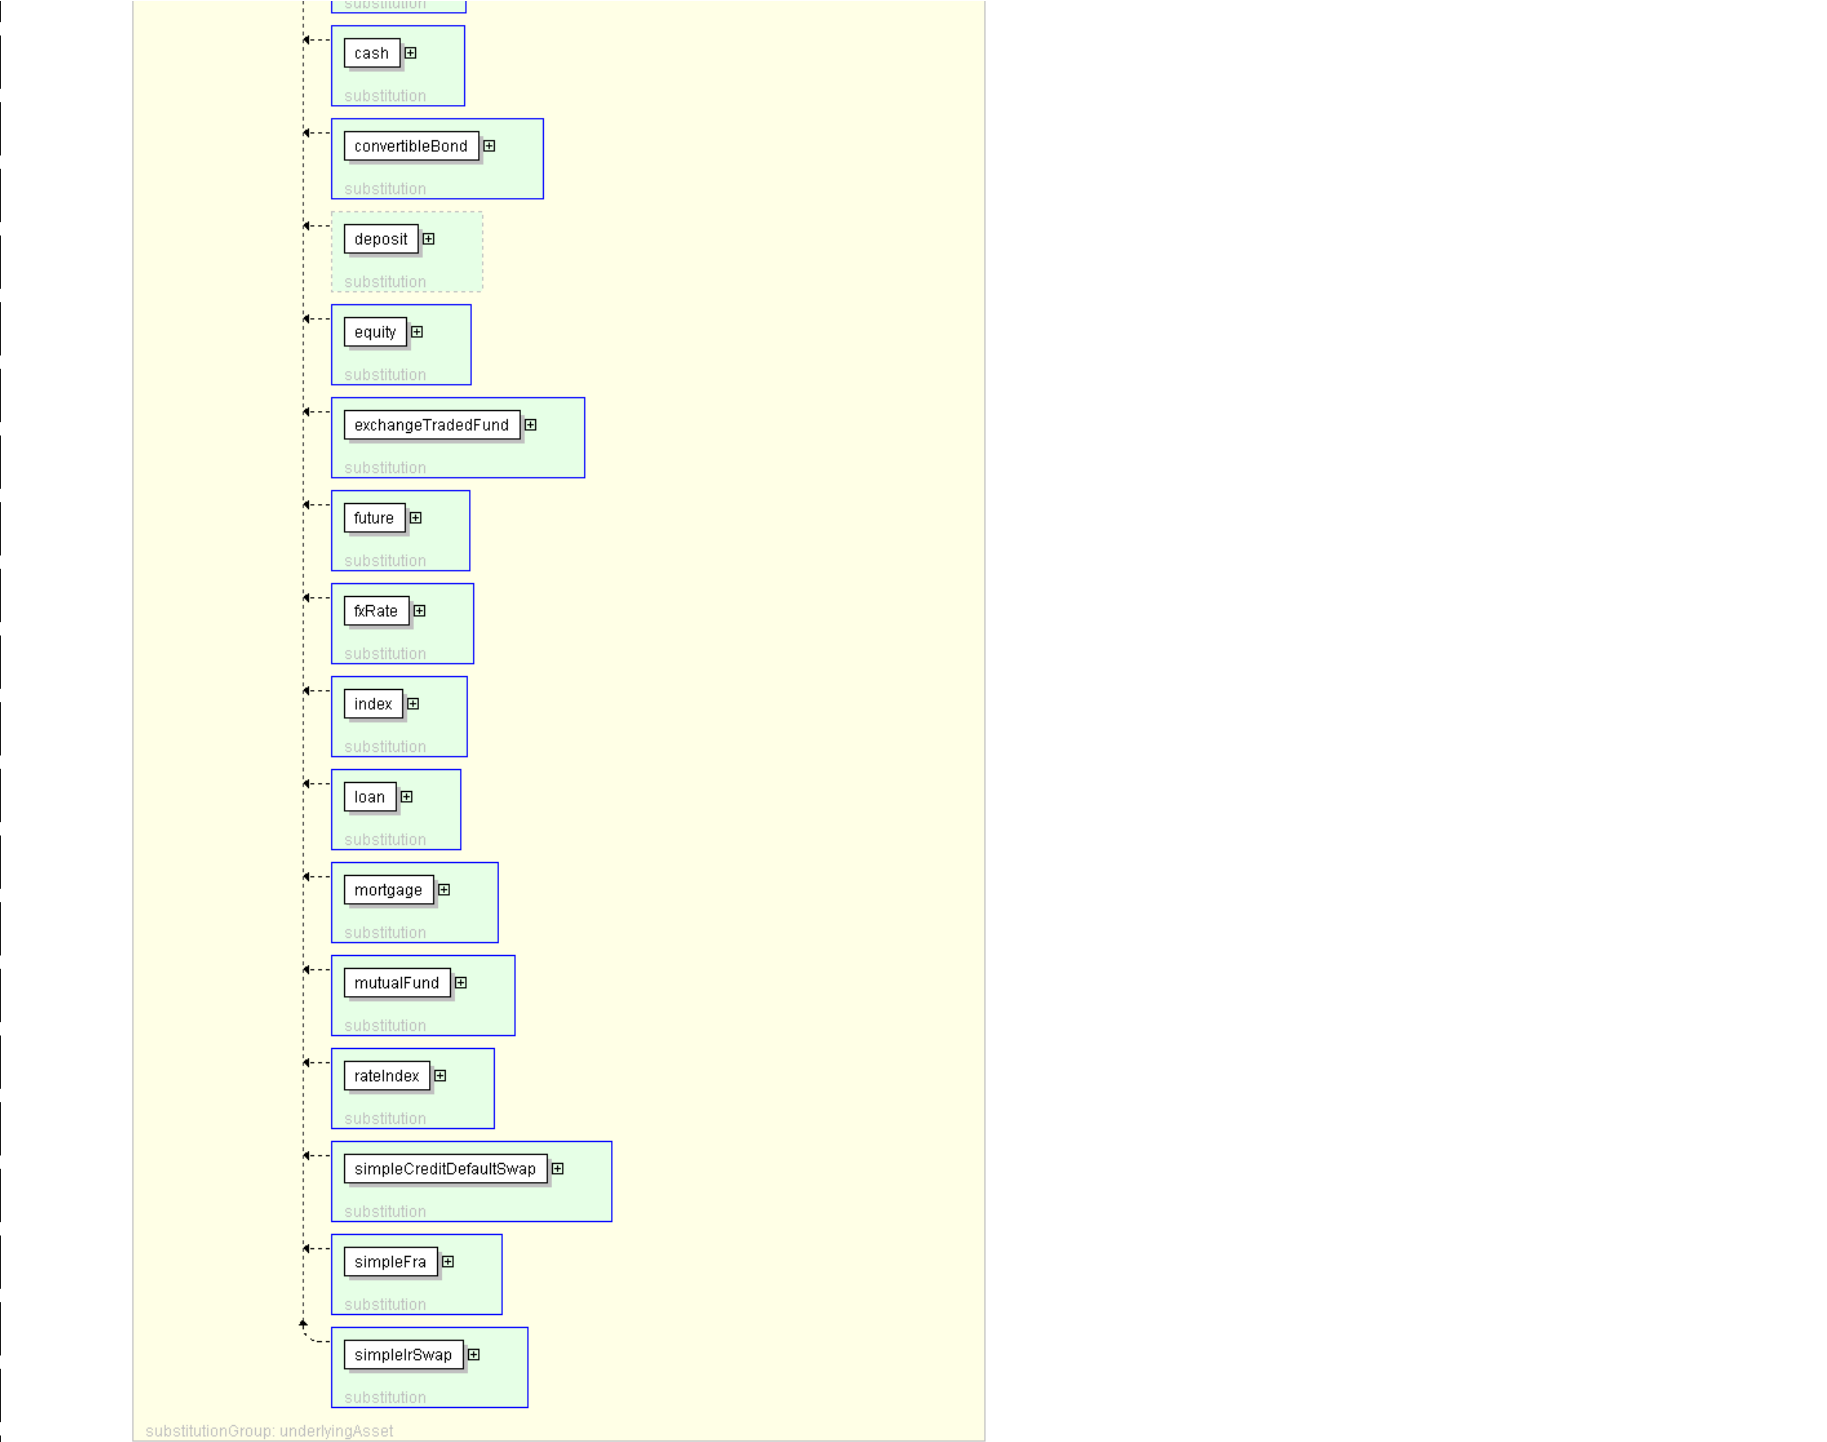 substitution
cash
substitution
convertibleBond
substitution
deposit
substitution
equity
substitution
exchangeTradedFund
substitution
future
substitution
fxRate
substitution
index
substitution
loan
substitution
mortgage
substitution
mutualFund
substitution
rateIndex
substitution
simpleCreditDefaultSwap
substitution
simpleFra
substitution
simpleIrSwap
substitution
substitutionGroup: underlyingAsset